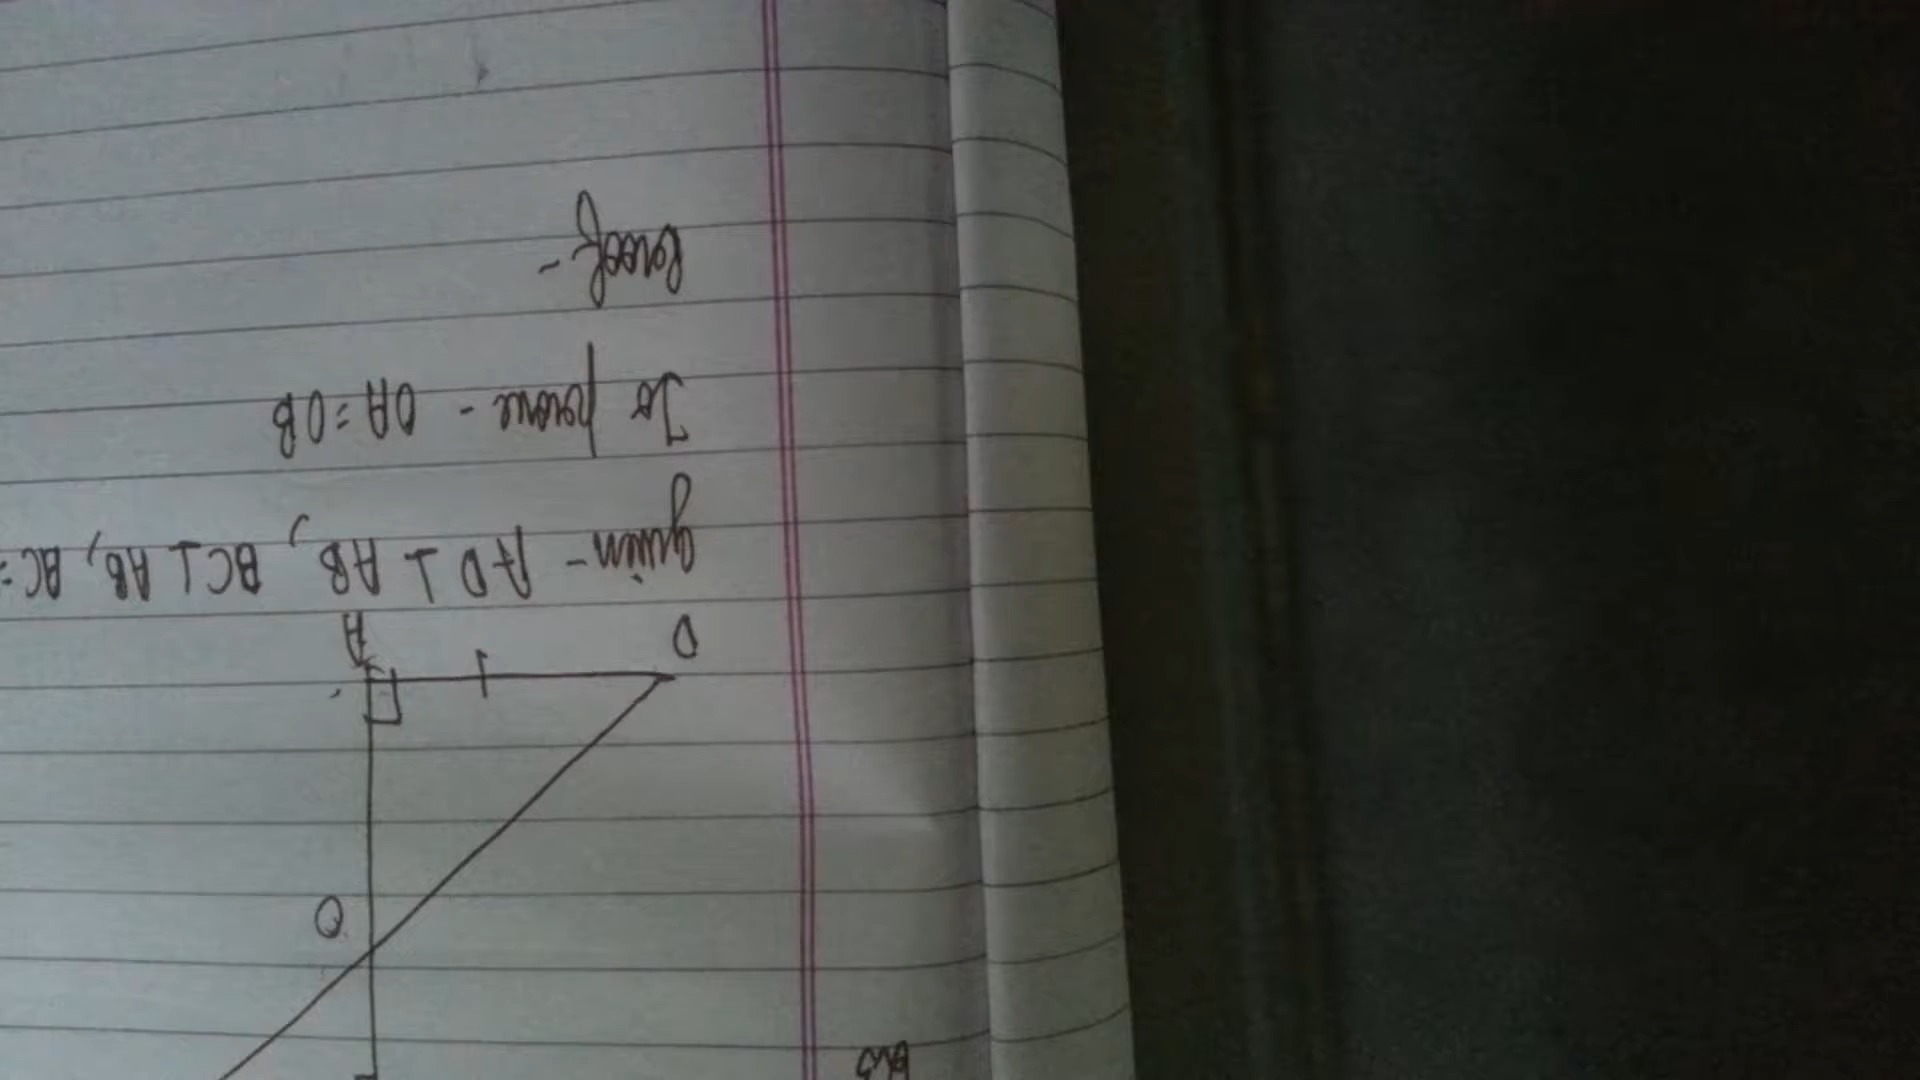 O
D
A
given - AD ⊥ AB, BC ⊥ AB, BC =
To prove - OA = OB
Proof -